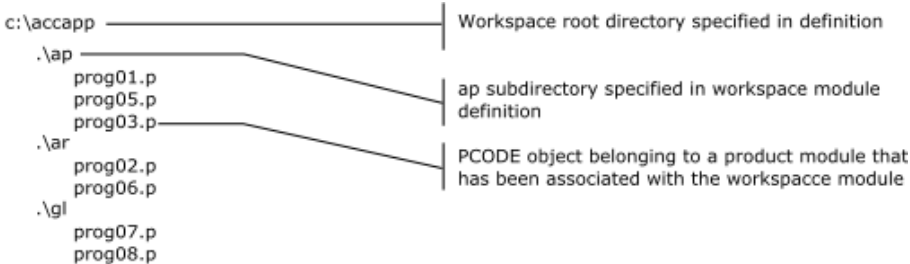 c:\accapp
Workspace root directory specified in definition
.\ap
prog01.p
prog05.p
prog03.p
ap subdirectory specified in workspace module
definition
.\ar
prog02.p
prog06.p
PCODE object belonging to a product module that
has been associated with the workspacce module
.\gl
prog07.p
prog08.p